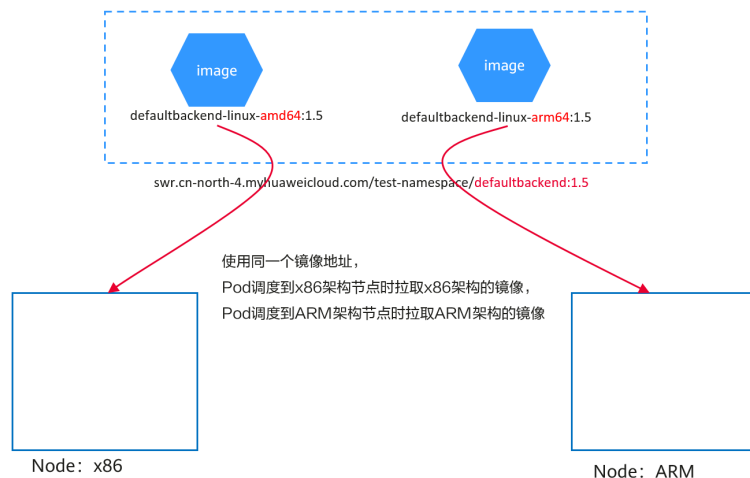 image
image
defaultbackend-linux-amd64:1.5
defaultbackend-linux-arm64:1.5
swr.cn-north-4.myhuaweicloud.com/test-namespace/defaultbackend:1.5
使用同一个镜像地址，
Pod调度到x86架构节点时拉取x86架构的镜像，
Pod调度到ARM架构节点时拉取ARM架构的镜像
Node：x86
Node：ARM